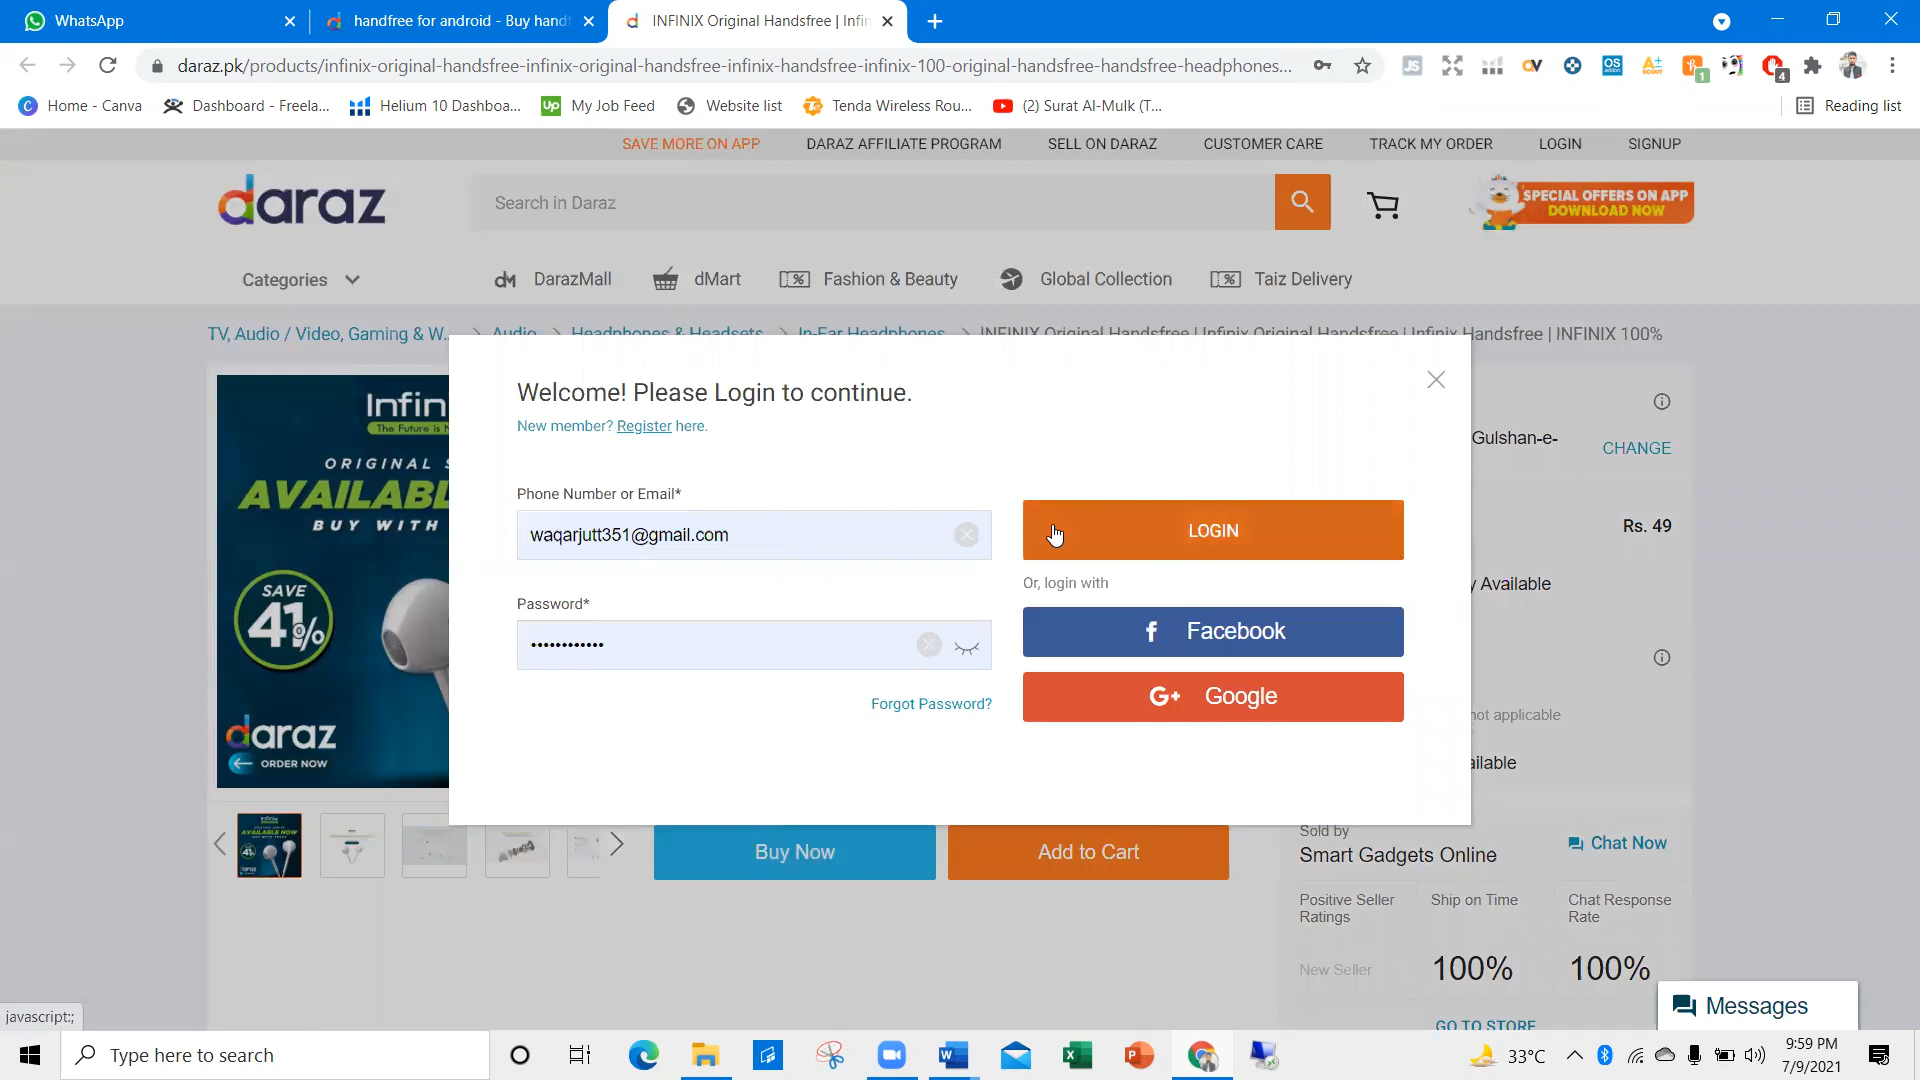 WhatsApp
handfree for android - Buy handf
INFINIX Original Handsfree | Infin
daraz.pk/products/infinix-original-handsfree-infinix-original-handsfree-infinix-handsfree-infinix-100-original-handsfree-handsfree-headphones...
Home - Canva
Dashboard - Freela...
Helium 10 Dashboa...
My Job Feed
Website list
Tenda Wireless Rou...
(2) Surat Al-Mulk (T...
Reading list
SAVE MORE ON APP
DARAZ AFFILIATE PROGRAM
SELL ON DARAZ
CUSTOMER CARE
TRACK MY ORDER
LOGIN
SIGNUP
daraz
Search in Daraz
SPECIAL OFFERS ON APP
DOWNLOAD NOW
Categories
DarazMall
dMart
Fashion & Beauty
Global Collection
Taiz Delivery
TV, Audio / Video, Gaming & W...
Audio
Headphones & Headsets
In-Ear Headphones
INFINIX Original Handsfree | Infinix Original Handsfree | Infinix Handsfree | INFINIX 100%
Infin
The Future is N
ORIGINAL S
AVAILABL
BUY WITH
SAVE
41%
daraz
ORDER NOW
Welcome! Please Login to continue.
New member? Register here.
Phone Number or Email*
waqarjutt351@gmail.com
Password*
••••••••••••
Forgot Password?
LOGIN
Or, login with
Facebook
G+ Google
Gulshan-e-
CHANGE
Rs. 49
y Available
not applicable
ailable
Buy Now
Add to Cart
Sold by
Smart Gadgets Online
Chat Now
Positive Seller
Ratings
Ship on Time
Chat Response
Rate
New Seller
100%
100%
GO TO STORE
Messages
javascript:;
Type here to search
33°C
9:59 PM
7/9/2021